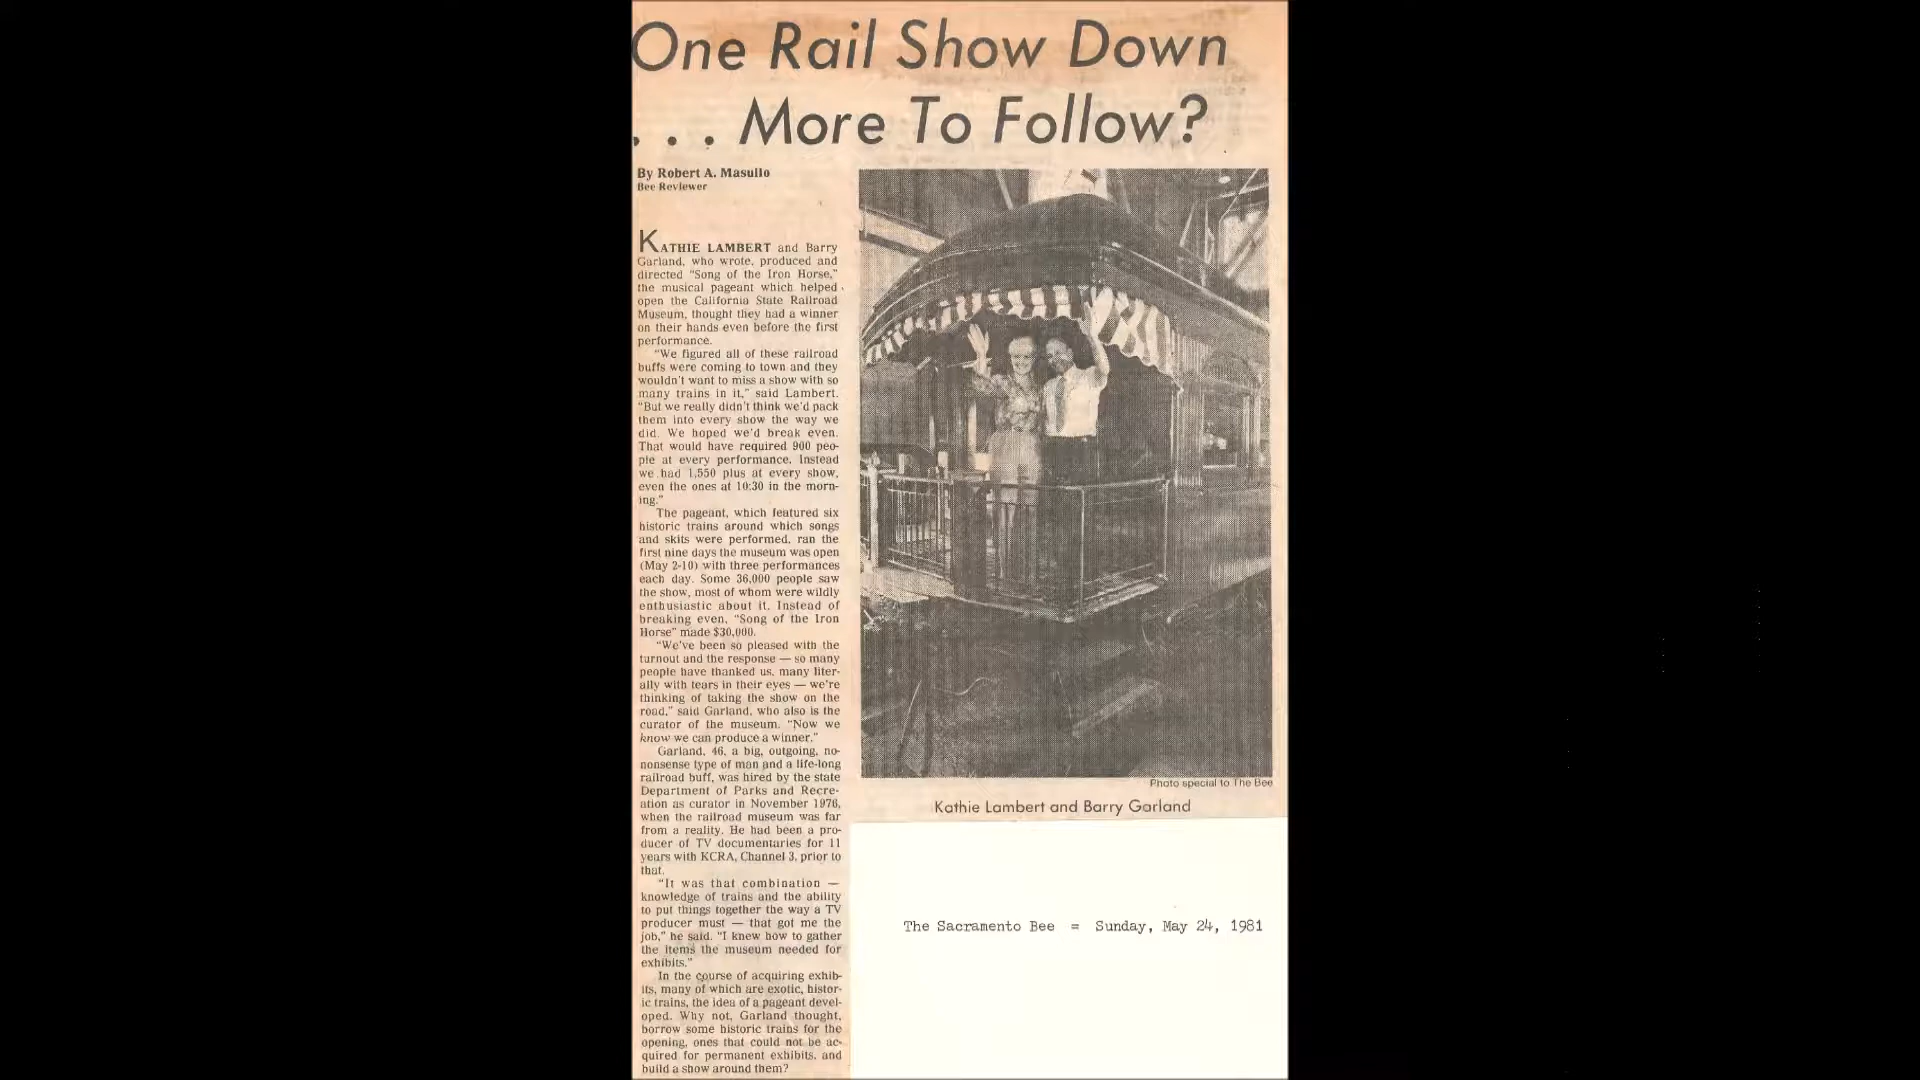 One Rail Show Down
. . . More To Follow?
By Robert A. Masullo
Bee Reviewer
KATHIE LAMBERT and Barry
Garland, who wrote, produced and
directed "Song of the Iron Horse,"
the musical pageant which helped
open the California State Railroad
Museum, thought they had a winner
on their hands even before the first
performance.
"We figured all of these railroad
buffs were coming to town and they
wouldn't want to miss a show with so
many trains in it," said Lambert.
"But we really didn't think we'd pack
them into every show the way we
did. We hoped we'd break even.
That would have required 900 peo-
ple at every performance. Instead
we had 1,550 plus at every show,
even the ones at 10:30 in the morn-
ing."
The pageant, which featured six
historic trains around which songs
and skits were performed, ran the
first nine days the museum was open
(May 2-10) with three performances
each day. Some 36,000 people saw
the show, most of whom were wildly
enthusiastic about it. Instead of
breaking even, "Song of the Iron
Horse" made $30,000.
"We've been so pleased with the
turnout and the response — so many
people have thanked us, many liter-
ally with tears in their eyes — we're
thinking of taking the show on the
road," said Garland, who also is the
curator of the museum. "Now we
know we can produce a winner."
Garland, 46, a big, outgoing, no-
nonsense type of man and a life-long
railroad buff, was hired by the state
Department of Parks and Recre-
ation as curator in November 1976,
when the railroad museum was far
from a reality. He had been a pro-
ducer of TV documentaries for 11
years with KCRA, Channel 3, prior to
that.
"It was that combination —
knowledge of trains and the ability
to put things together the way a TV
producer must — that got me the
job," he said. "I knew how to gather
the items the museum needed for
exhibits."
In the course of acquiring exhib-
its, many of which are exotic, histor-
ic trains, the idea of a pageant devel-
oped. Why not, Garland thought,
borrow some historic trains for the
opening, ones that could not be ac-
quired for permanent exhibits, and
build a show around them?
Photo special to The Bee
Kathie Lambert and Barry Garland
The Sacramento Bee = Sunday, May 24, 1981